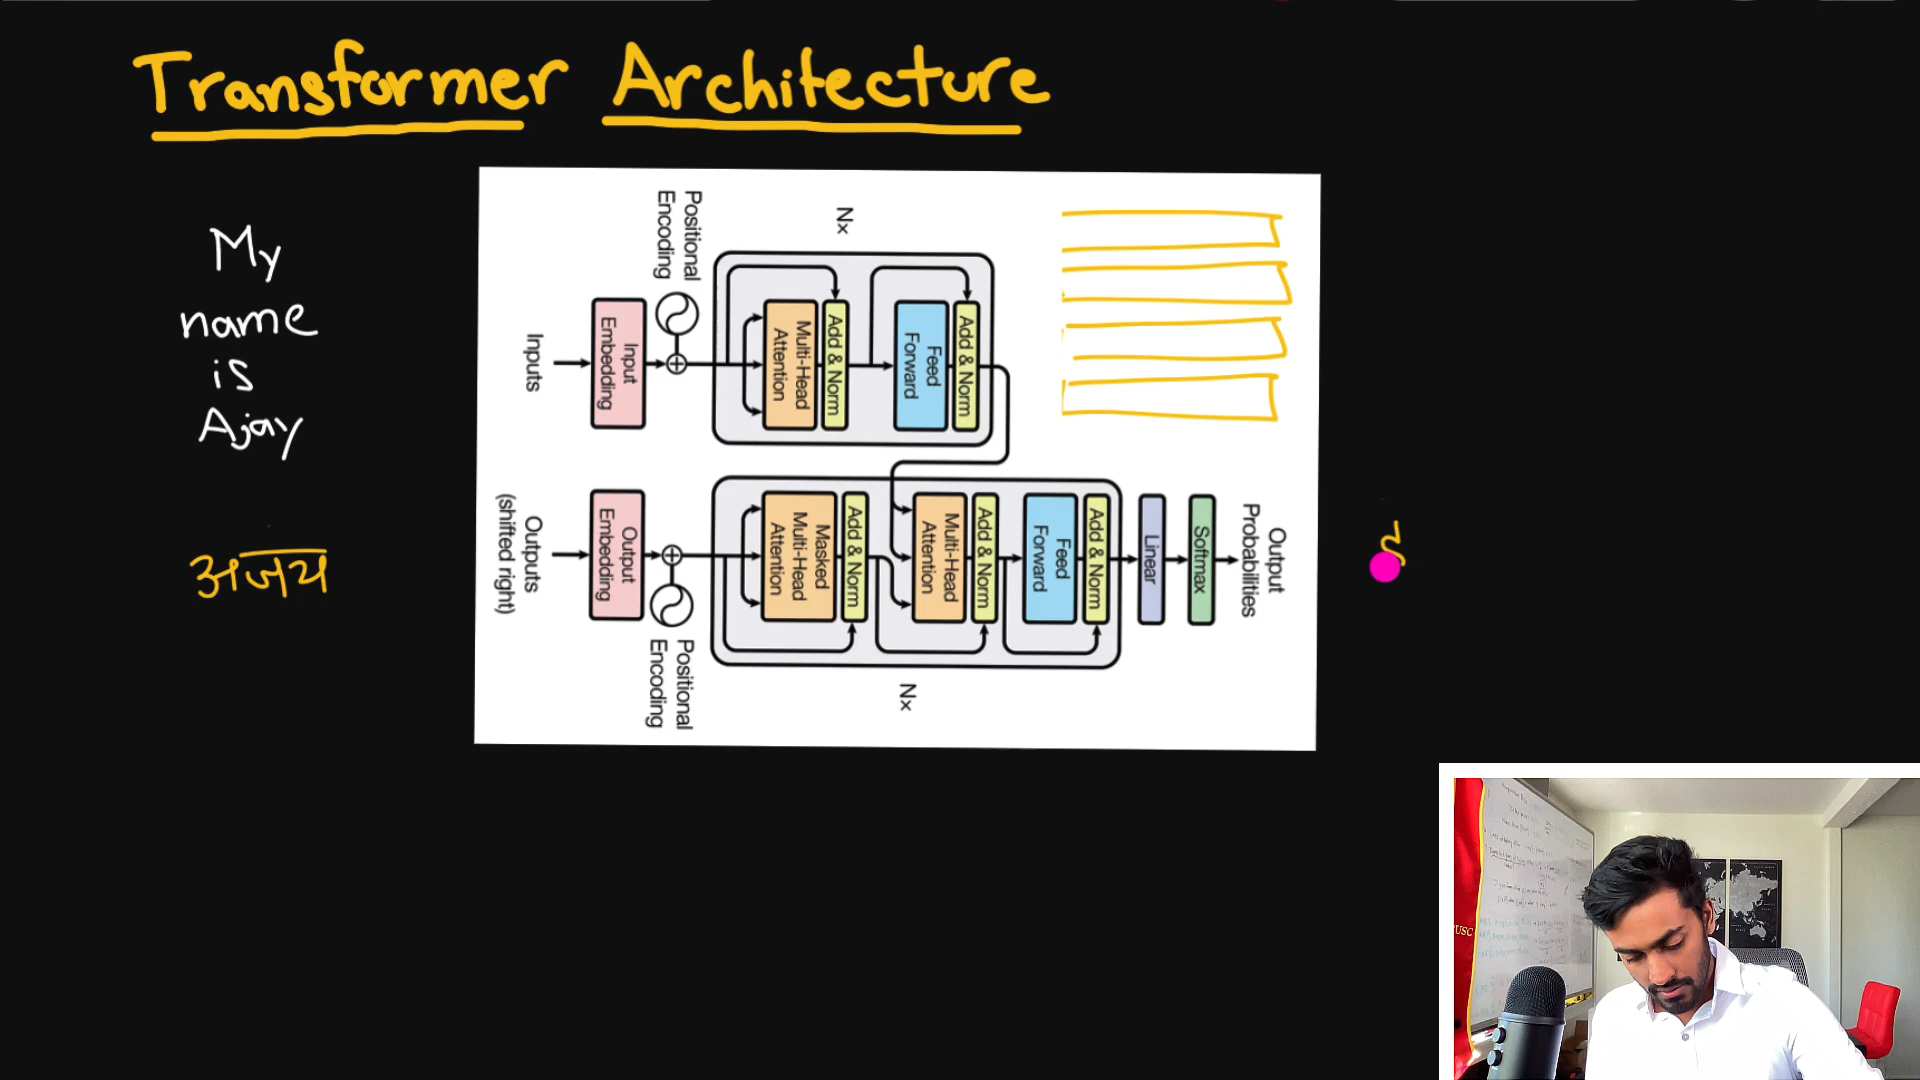 Transformer Architecture
My
name
is
Ajay
अजय
Inputs
Input
Embedding
Positional
Encoding
Nx
Multi-Head
Attention
Add & Norm
Feed
Forward
Add & Norm
Outputs
(shifted right)
Output
Embedding
Positional
Encoding
Masked
Multi-Head
Attention
Add & Norm
Multi-Head
Attention
Add & Norm
Feed
Forward
Add & Norm
Nx
Linear
Softmax
Output
Probabilities
USC